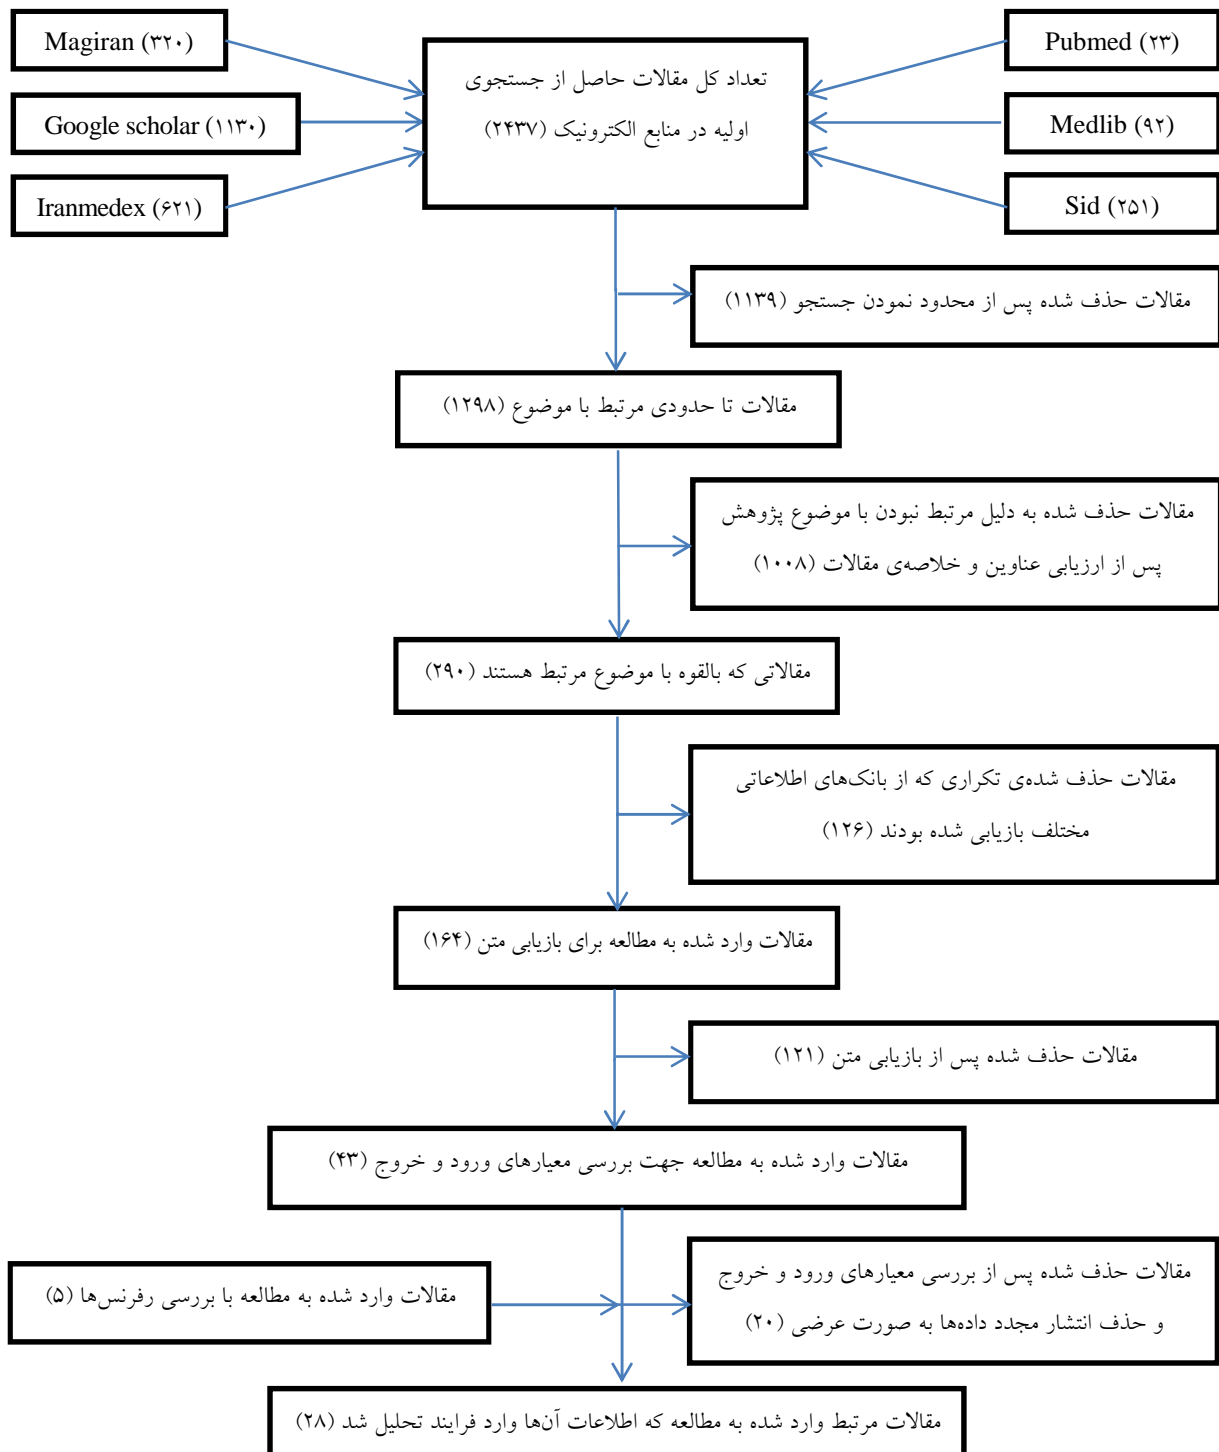 Magiran (۳۲۰)
Google scholar (۱۱۳۰)
Iranmedex (۶۲۱)
تعداد کل مقالات حاصل از جستجوی
اولیه در منابع الکترونیک (۲۴۳۷)
Pubmed (۲۳)
Medlib (۹۲)
Sid (۲۵۱)
مقالات حذف شده پس از محدود نمودن جستجو (۱۱۳۹)
مقالات تا حدودی مرتبط با موضوع (۱۲۹۸)
مقالات حذف شده به دلیل مرتبط نبودن با موضوع پژوهش
پس از ارزیابی عناوین و خلاصه‌ی مقالات (۱۰۰۸)
مقالاتی که بالقوه با موضوع مرتبط هستند (۲۹۰)
مقالات حذف شده‌ی تکراری که از بانک‌های اطلاعاتی
مختلف بازیابی شده بودند (۱۲۶)
مقالات وارد شده به مطالعه برای بازیابی متن (۱۶۴)
مقالات حذف شده پس از بازیابی متن (۱۲۱)
مقالات وارد شده به مطالعه جهت بررسی معیارهای ورود و خروج (۴۳)
مقالات وارد شده به مطالعه با بررسی رفرنس‌ها (۵)
مقالات حذف شده پس از بررسی معیارهای ورود و خروج
و حذف انتشار مجدد داده‌ها به صورت عرضی (۲۰)
مقالات مرتبط وارد شده به مطالعه که اطلاعات آن‌ها وارد فرایند تحلیل شد (۲۸)